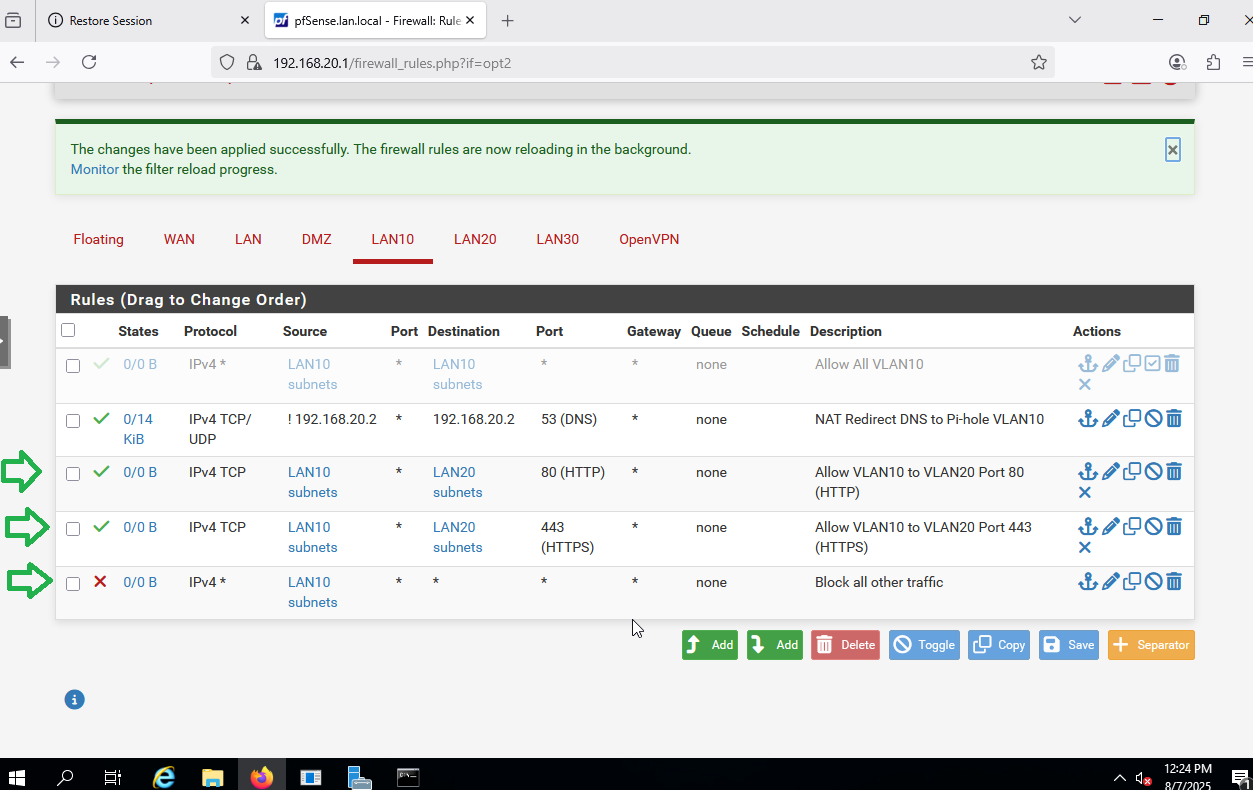 Restore Session
pfSense.lan.local - Firewall: Rule
192.168.20.1/firewall_rules.php?if=opt2
The changes have been applied successfully. The firewall rules are now reloading in the background.
Monitor the filter reload progress.
Floating WAN LAN DMZ LAN10 LAN20 LAN30 OpenVPN
Rules (Drag to Change Order)
States Protocol Source Port Destination Port Gateway Queue Schedule Description Actions
0/0 B IPv4 * LAN10 * LAN10 * * none Allow All VLAN10
subnets subnets
0/14 IPv4 TCP/ ! 192.168.20.2 * 192.168.20.2 53 (DNS) * none NAT Redirect DNS to Pi-hole VLAN10
KiB UDP
0/0 B IPv4 TCP LAN10 * LAN20 80 (HTTP) * none Allow VLAN10 to VLAN20 Port 80
subnets subnets (HTTP)
0/0 B IPv4 TCP LAN10 * LAN20 443 * none Allow VLAN10 to VLAN20 Port 443
subnets subnets (HTTPS) (HTTPS)
0/0 B IPv4 * LAN10 * * * * none Block all other traffic
subnets
Add Add Delete Toggle Copy Save Separator
12:24 PM
8/7/2025